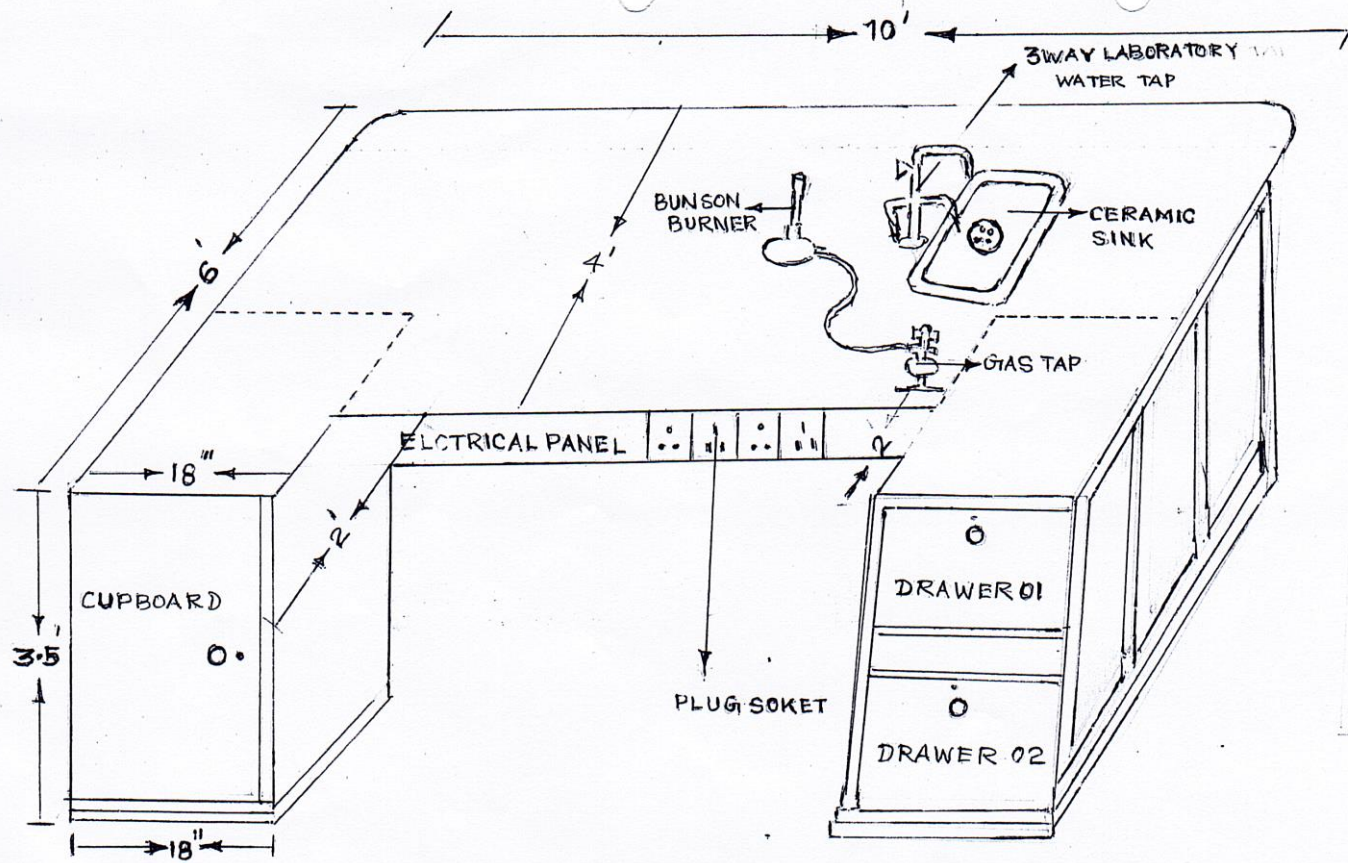 10'
3WAY LABORATORY
WATER TAP
BUNSON
BURNER
CERAMIC
SINK
6'
4'
GAS TAP
ELCTRICAL PANEL
2'
18"
2'
CUPBOARD
DRAWER 01
3.5'
PLUG SOKET
DRAWER 02
18"